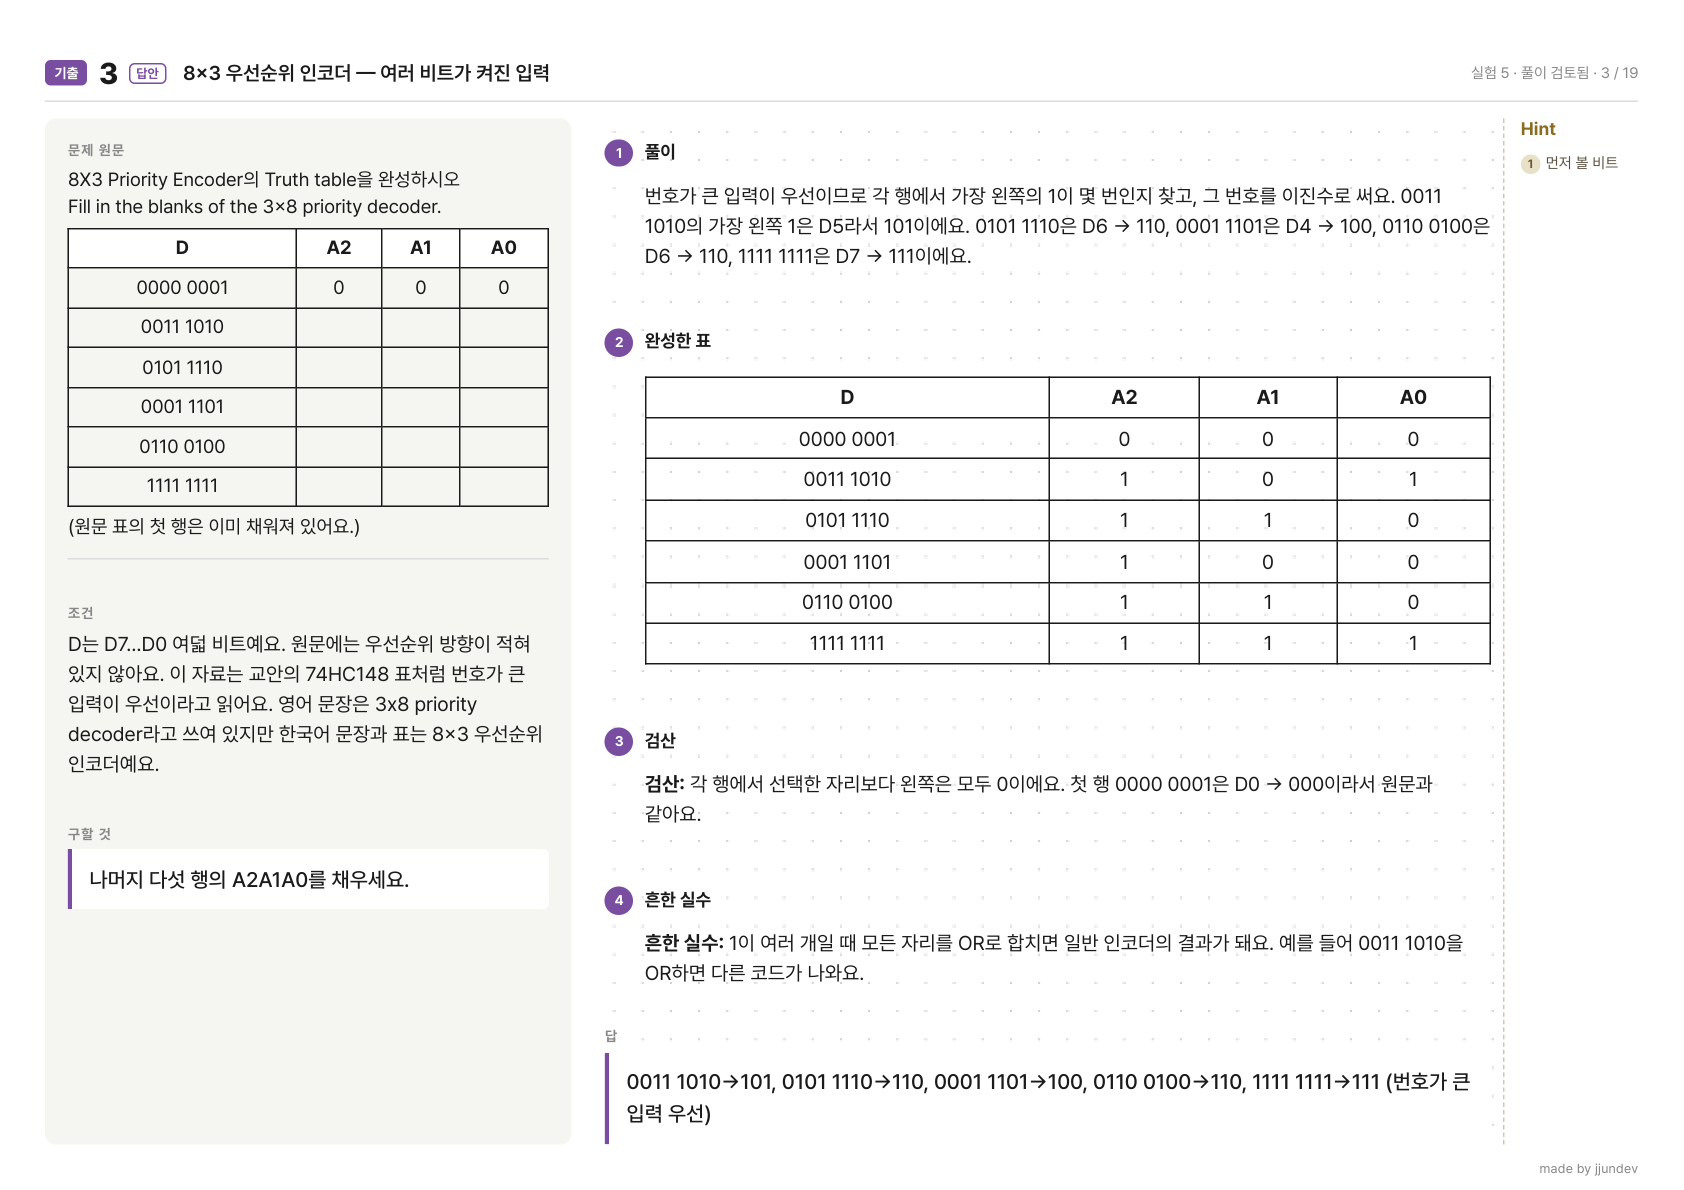 기출 3 답안 8×3 우선순위 인코더 — 여러 비트가 켜진 입력
실험 5 · 풀이 검토됨 · 3 / 19
문제 원문
8X3 Priority Encoder의 Truth table을 완성하시오
Fill in the blanks of the 3×8 priority decoder.
D A2 A1 A0
0000 0001 0 0 0
0011 1010
0101 1110
0001 1101
0110 0100
1111 1111
(원문 표의 첫 행은 이미 채워져 있어요.)
조건
D는 D7…D0 여덟 비트예요. 원문에는 우선순위 방향이 적혀
있지 않아요. 이 자료는 교안의 74HC148 표처럼 번호가 큰
입력이 우선이라고 읽어요. 영어 문장은 3x8 priority
decoder라고 쓰여 있지만 한국어 문장과 표는 8×3 우선순위
인코더예요.
구할 것
나머지 다섯 행의 A2A1A0를 채우세요.
1 풀이
번호가 큰 입력이 우선이므로 각 행에서 가장 왼쪽의 1이 몇 번인지 찾고, 그 번호를 이진수로 써요. 0011
1010의 가장 왼쪽 1은 D5라서 101이에요. 0101 1110은 D6 → 110, 0001 1101은 D4 → 100, 0110 0100은
D6 → 110, 1111 1111은 D7 → 111이에요.
2 완성한 표
D A2 A1 A0
0000 0001 0 0 0
0011 1010 1 0 1
0101 1110 1 1 0
0001 1101 1 0 0
0110 0100 1 1 0
1111 1111 1 1 1
3 검산
검산: 각 행에서 선택한 자리보다 왼쪽은 모두 0이에요. 첫 행 0000 0001은 D0 → 000이라서 원문과
같아요.
4 흔한 실수
흔한 실수: 1이 여러 개일 때 모든 자리를 OR로 합치면 일반 인코더의 결과가 돼요. 예를 들어 0011 1010을
OR하면 다른 코드가 나와요.
답
0011 1010→101, 0101 1110→110, 0001 1101→100, 0110 0100→110, 1111 1111→111 (번호가 큰
입력 우선)
Hint
1 먼저 볼 비트
made by jjundev